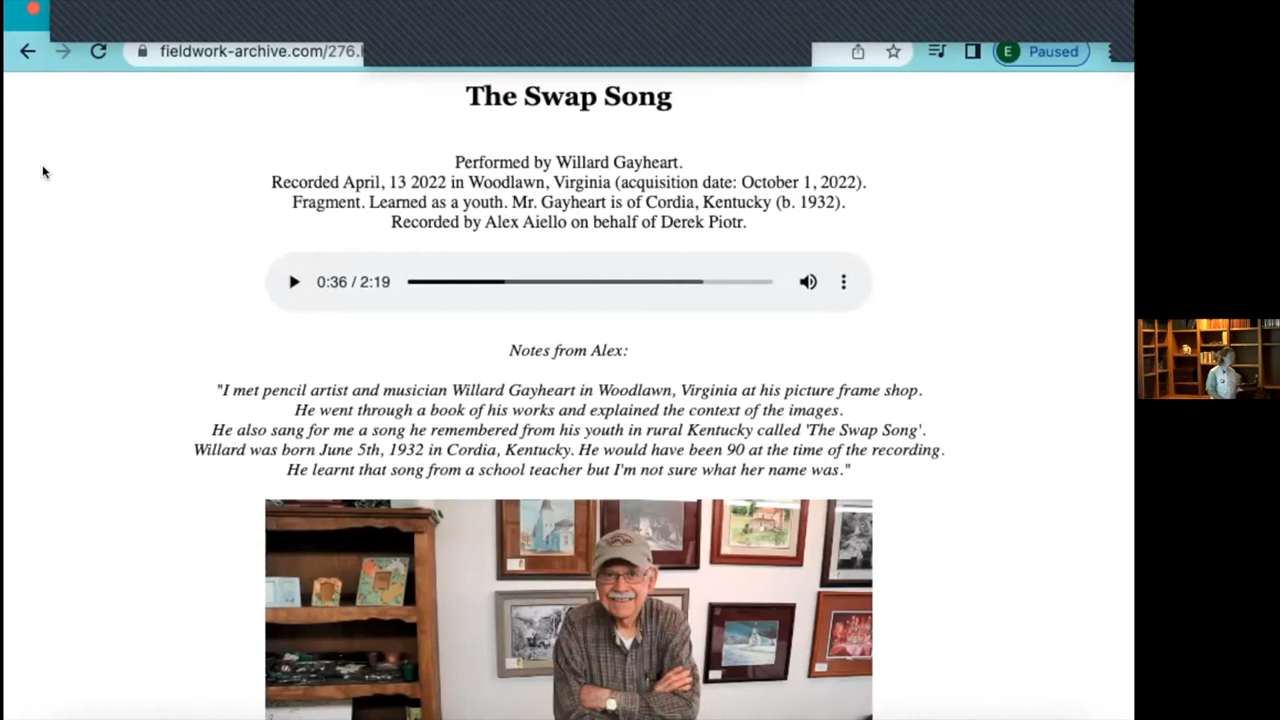 fieldwork-archive.com/276.
E Paused
The Swap Song
Performed by Willard Gayheart.
Recorded April, 13 2022 in Woodlawn, Virginia (acquisition date: October 1, 2022).
Fragment. Learned as a youth. Mr. Gayheart is of Cordia, Kentucky (b. 1932).
Recorded by Alex Aiello on behalf of Derek Piotr.
0:36 / 2:19
Notes from Alex:
"I met pencil artist and musician Willard Gayheart in Woodlawn, Virginia at his picture frame shop.
He went through a book of his works and explained the context of the images.
He also sang for me a song he remembered from his youth in rural Kentucky called 'The Swap Song'.
Willard was born June 5th, 1932 in Cordia, Kentucky. He would have been 90 at the time of the recording.
He learnt that song from a school teacher but I'm not sure what her name was."